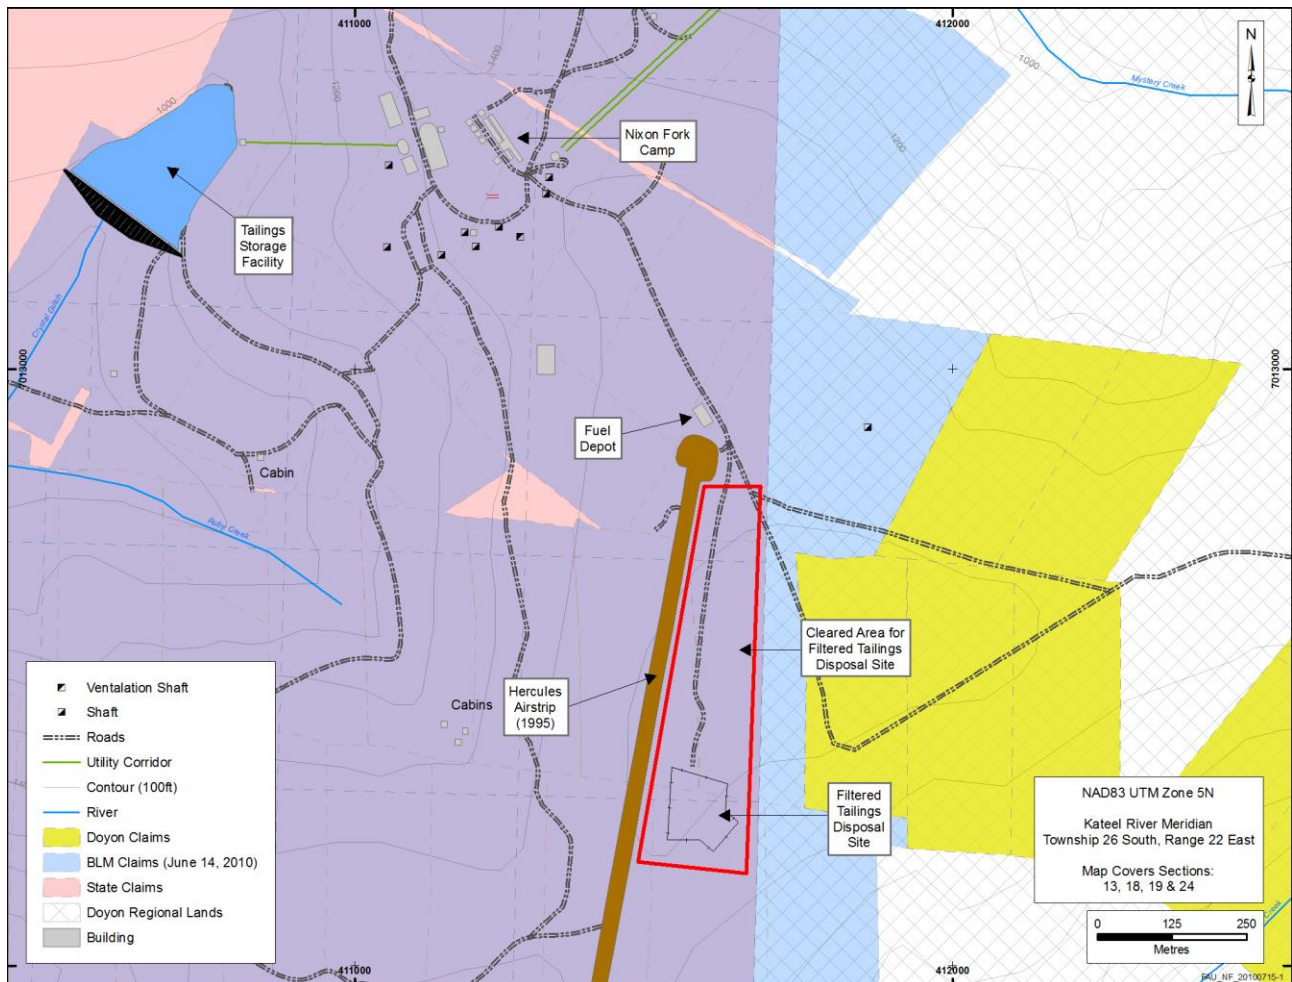 411000
412000
N
1000
1200
1400
1000
1200
Mystery Creek
Nixon Fork
Camp
Tailings
Storage
Facility
Crystal Gulch
7013000
7013000
Fuel
Depot
Cabin
Ruby Creek
Cleared Area for
Filtered Tailings
Disposal Site
Hercules
Airstrip
(1995)
Cabins
Filtered
Tailings
Disposal
Site
Ventalation Shaft
Shaft
Roads
Utility Corridor
Contour (100ft)
River
Doyon Claims
BLM Claims (June 14, 2010)
State Claims
Doyon Regional Lands
Building
NAD83 UTM Zone 5N
Kateel River Meridian
Township 26 South, Range 22 East
Map Covers Sections:
13, 18, 19 & 24
0 125 250
Metres
Creek
411000
412000
FAU_NF_20100715-1